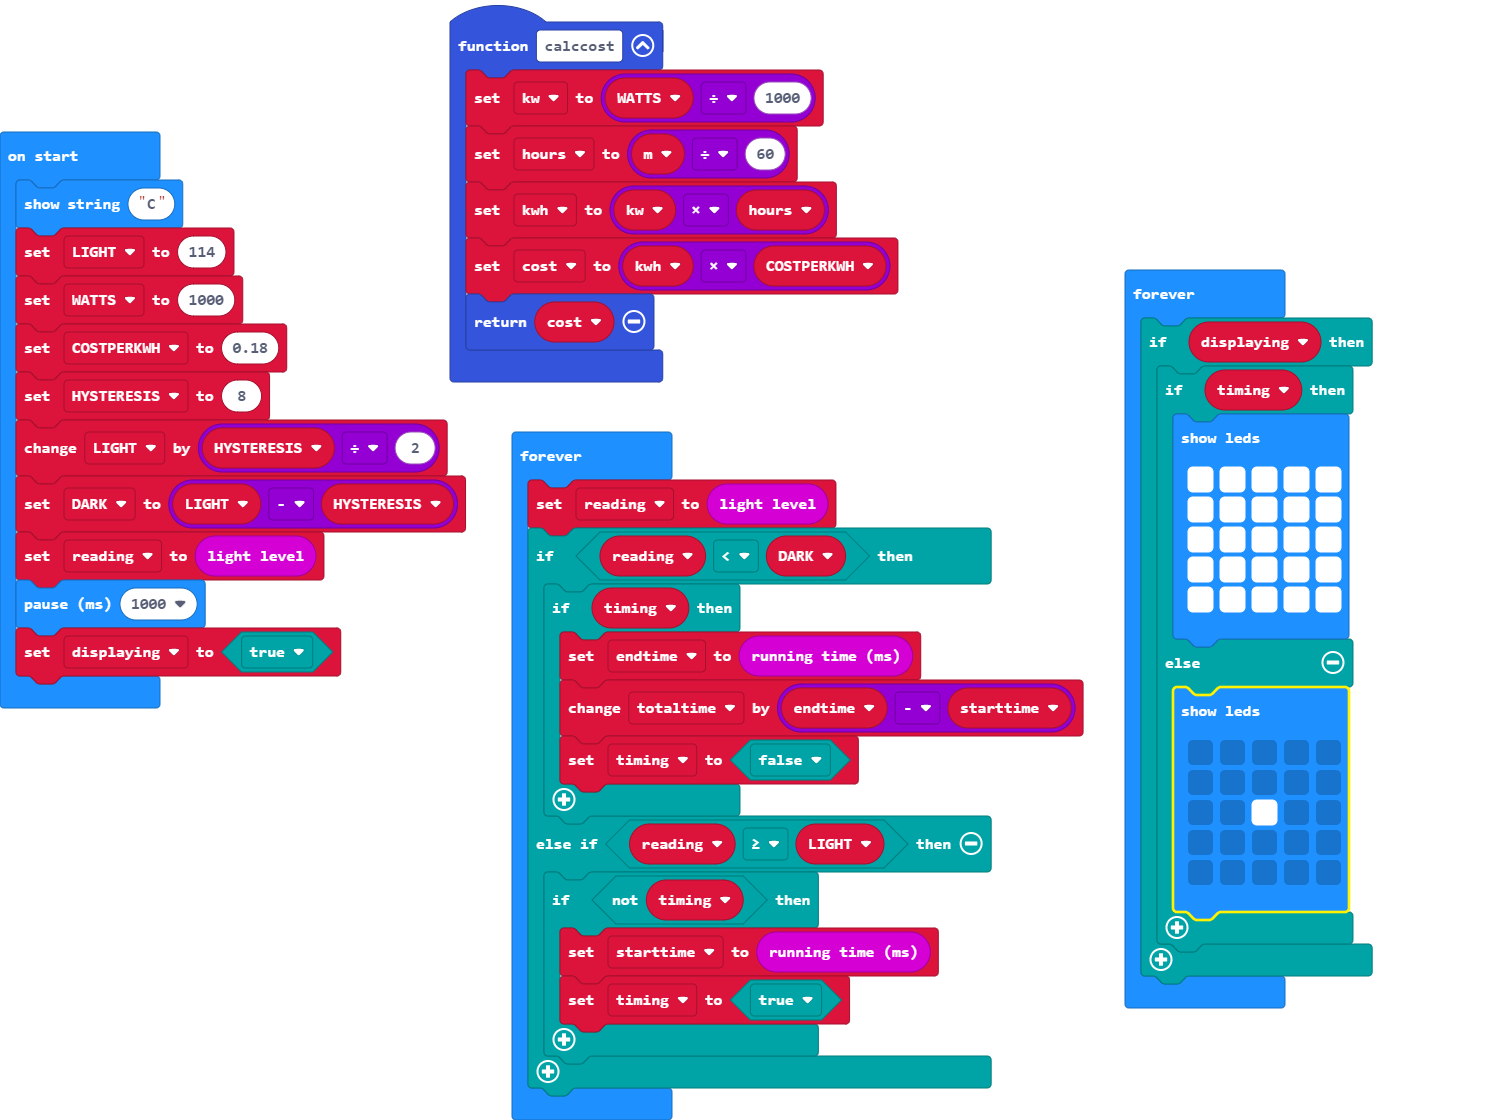 on start
show string "C"
set LIGHT to 114
set WATTS to 1000
set COSTPERKWH to 0.18
set HYSTERESIS to 8
change LIGHT by HYSTERESIS ÷ 2
set DARK to LIGHT - HYSTERESIS
set reading to light level
pause (ms) 1000
set displaying to true
function calccost
set kw to WATTS ÷ 1000
set hours to m ÷ 60
set kwh to kw × hours
set cost to kwh × COSTPERKWH
return cost
forever
set reading to light level
if reading < DARK then
if timing then
set endtime to running time (ms)
change totaltime by endtime - starttime
set timing to false
else if reading ≥ LIGHT then
if not timing then
set starttime to running time (ms)
set timing to true
forever
if displaying then
if timing then
show leds
else
show leds